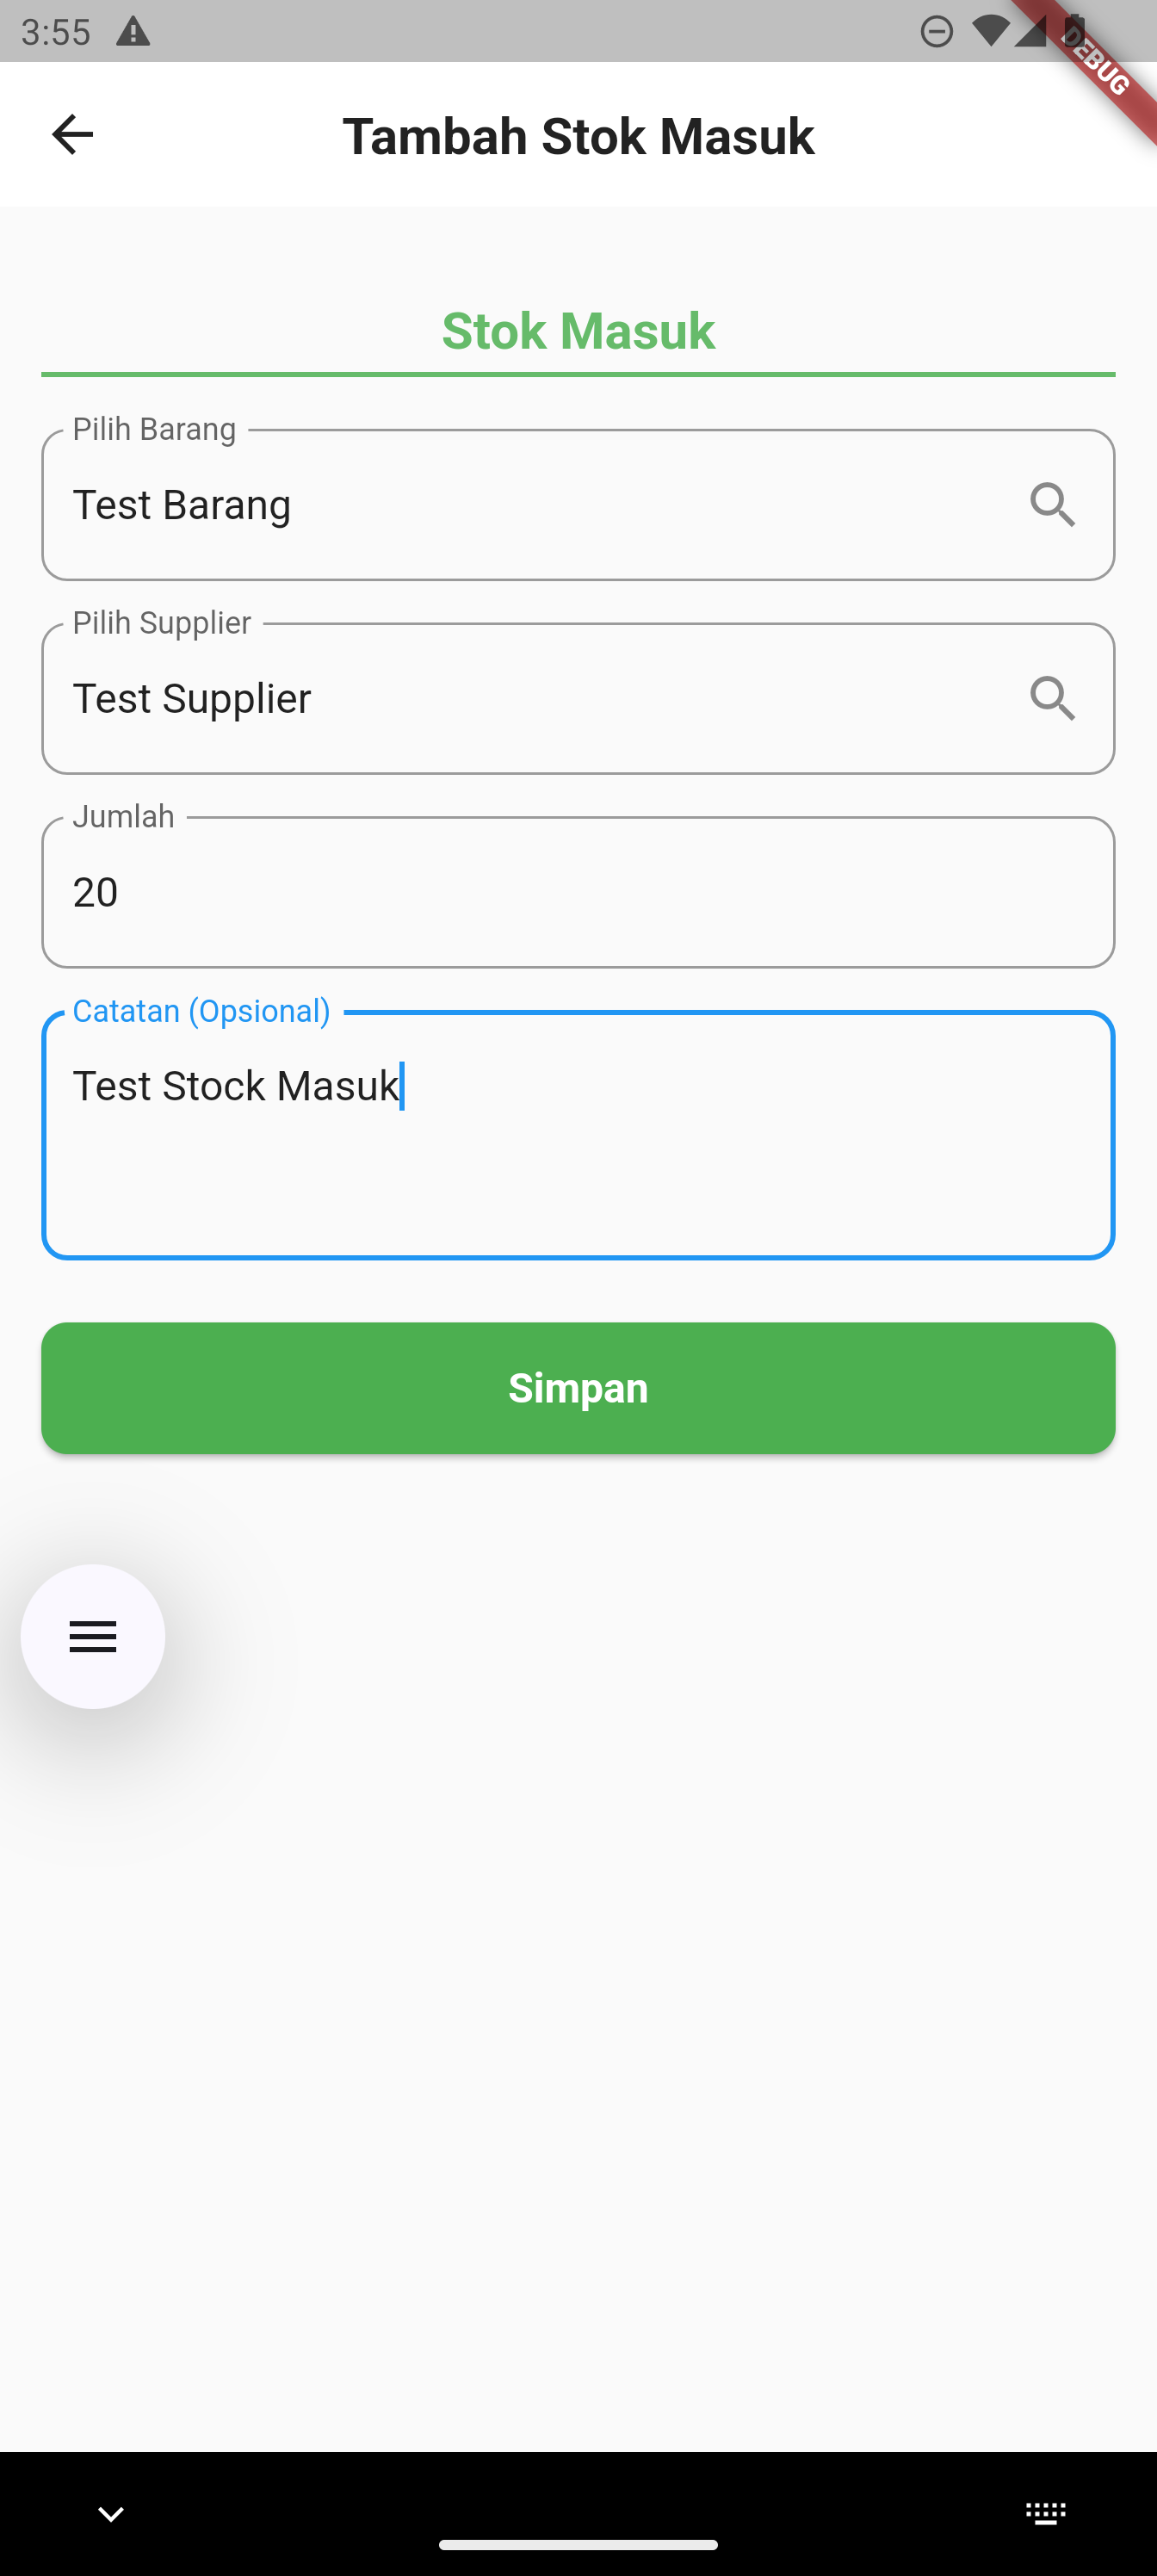 3:55
DEBUG
Tambah Stok Masuk
Stok Masuk
Pilih Barang
Test Barang
Pilih Supplier
Test Supplier
Jumlah
20
Catatan (Opsional)
Test Stock Masuk
Simpan